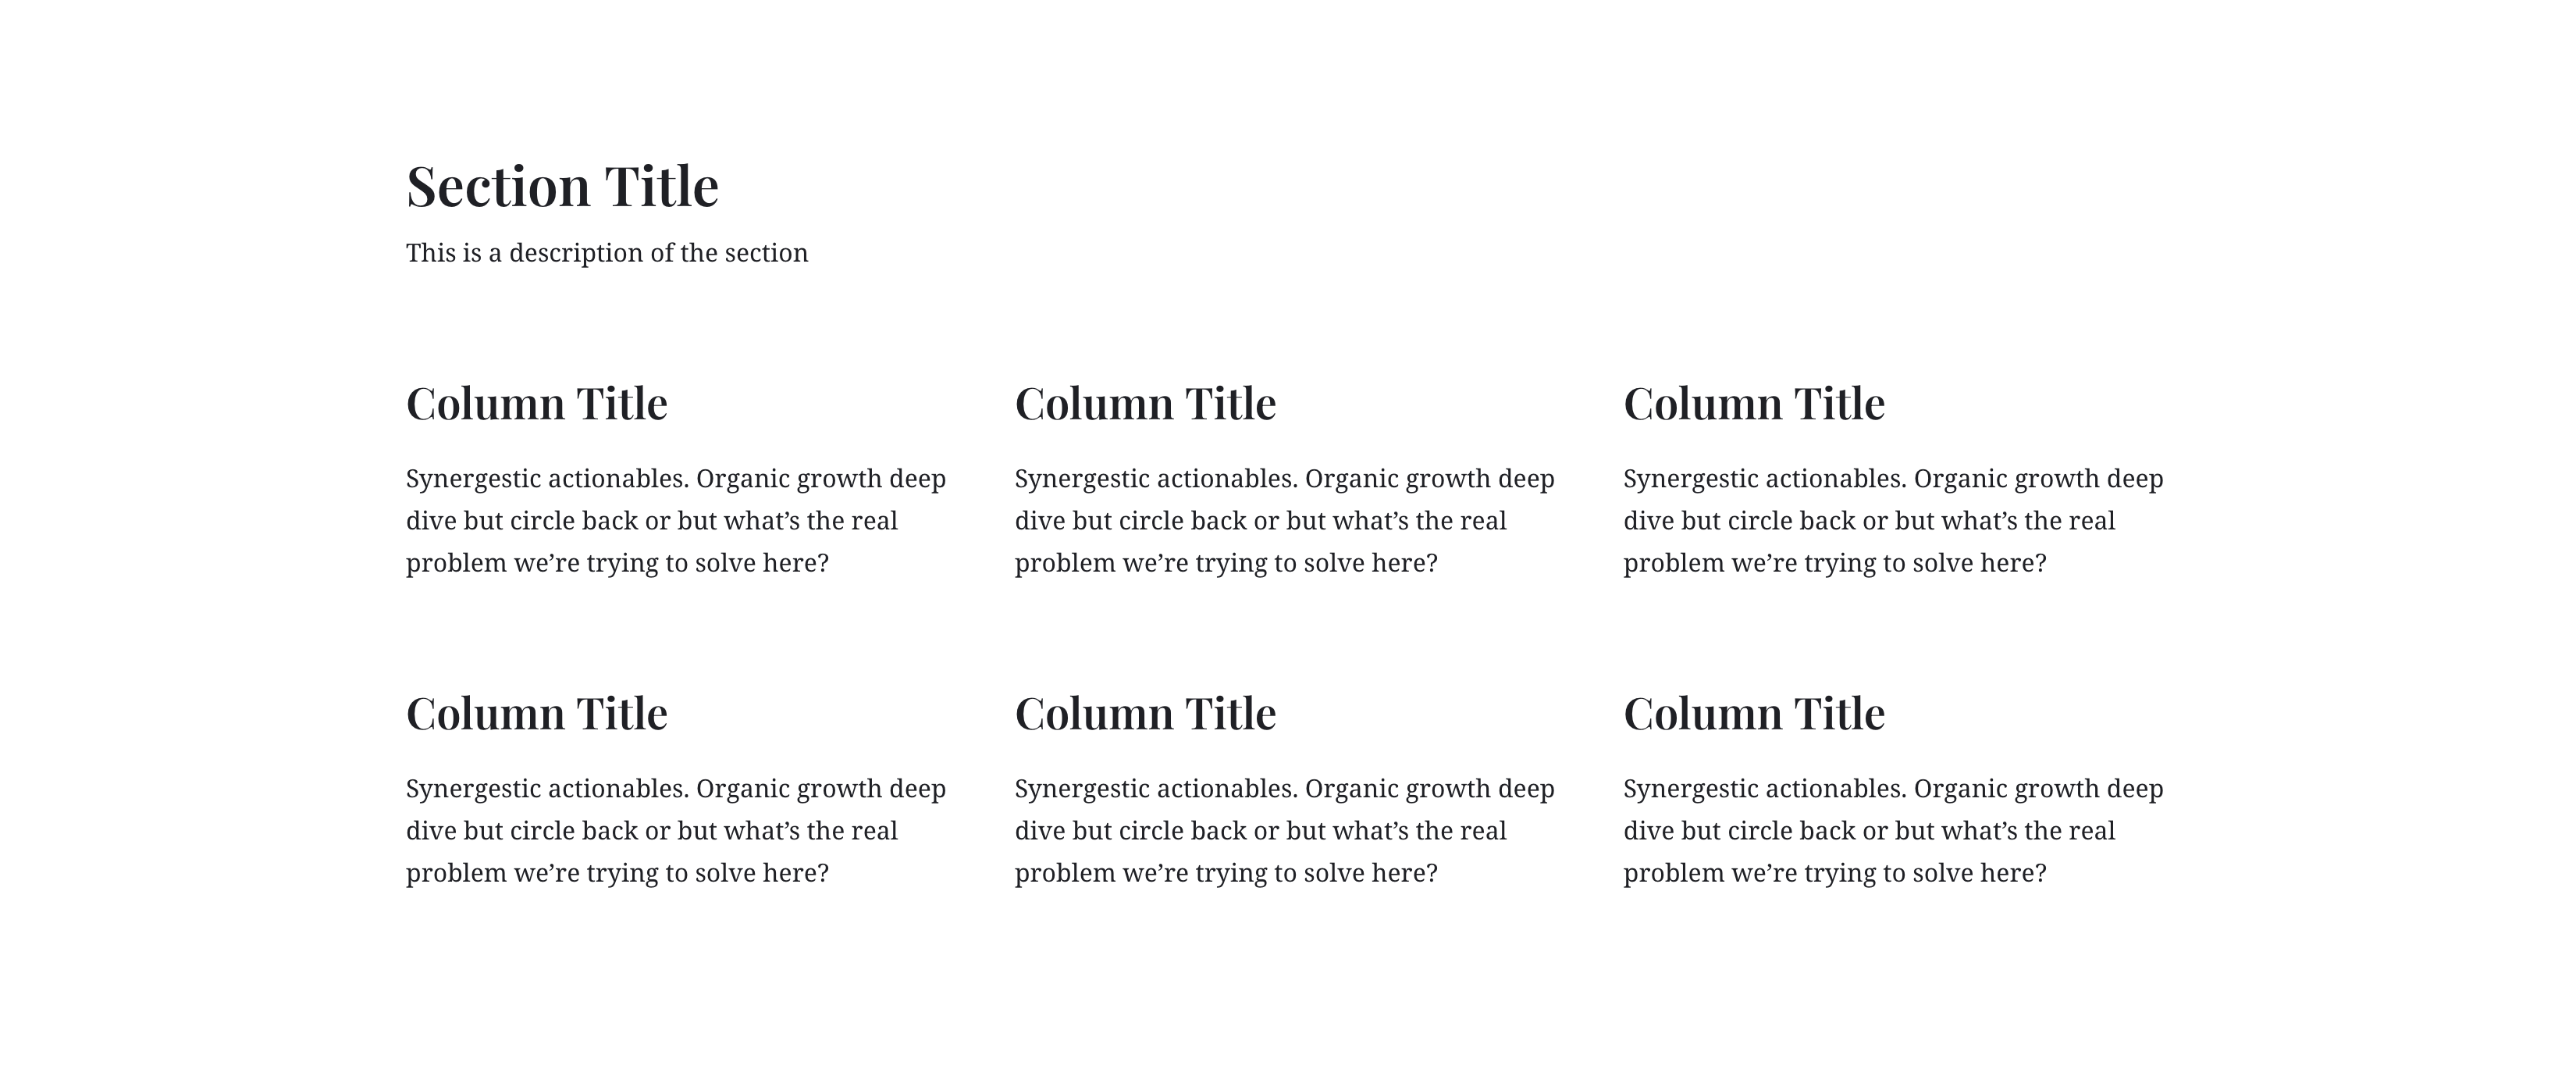 Section Title
This is a description of the section
Column Title
Synergestic actionables. Organic growth deep
dive but circle back or but what’s the real
problem we’re trying to solve here?
Column Title
Synergestic actionables. Organic growth deep
dive but circle back or but what’s the real
problem we’re trying to solve here?
Column Title
Synergestic actionables. Organic growth deep
dive but circle back or but what’s the real
problem we’re trying to solve here?
Column Title
Synergestic actionables. Organic growth deep
dive but circle back or but what’s the real
problem we’re trying to solve here?
Column Title
Synergestic actionables. Organic growth deep
dive but circle back or but what’s the real
problem we’re trying to solve here?
Column Title
Synergestic actionables. Organic growth deep
dive but circle back or but what’s the real
problem we’re trying to solve here?